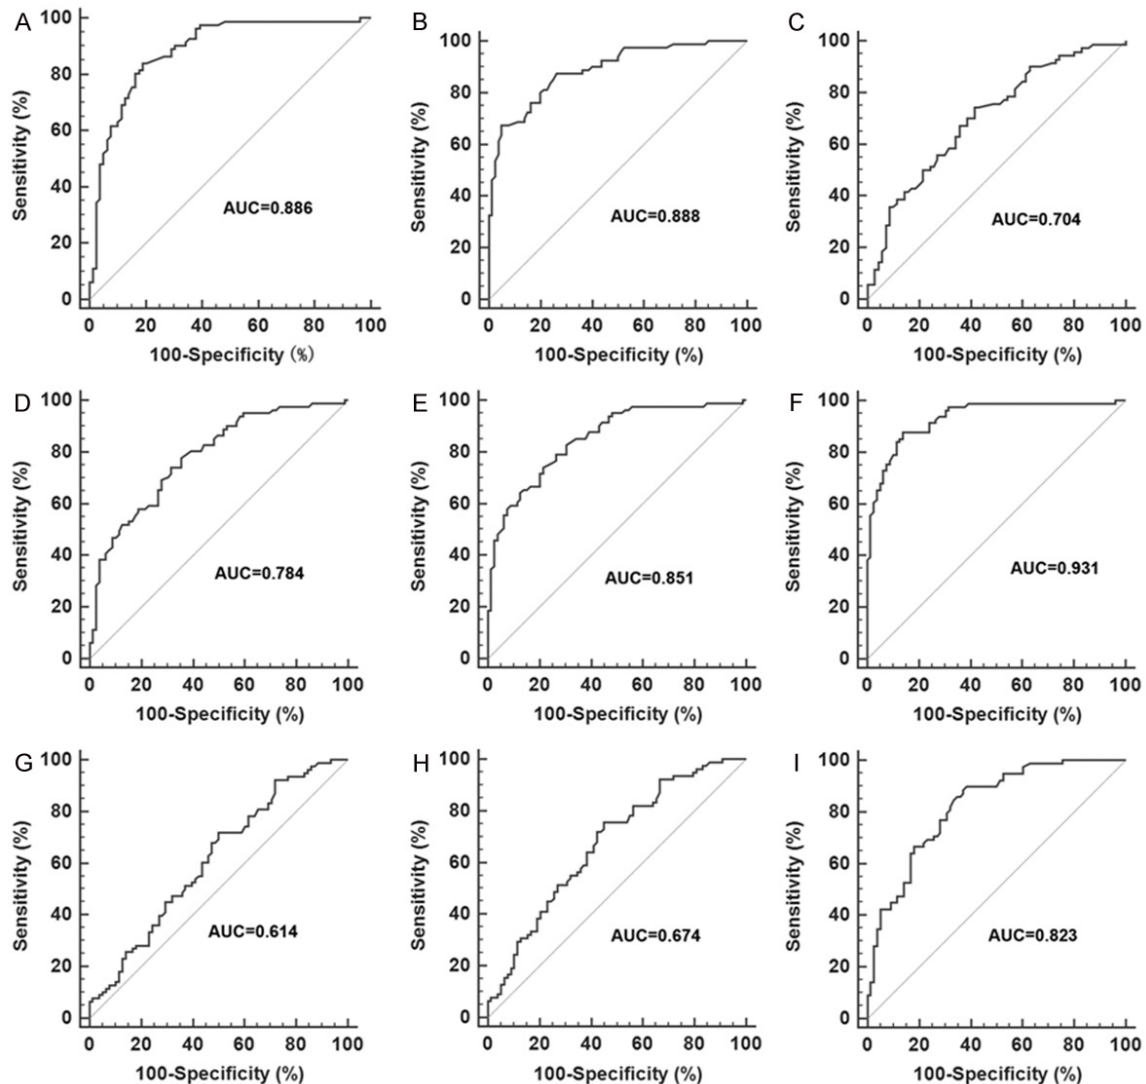 A
Sensitivity (%)
100
80
60
40
20
0
AUC=0.886
0 20 40 60 80 100
100-Specificity (%)
B
Sensitivity (%)
100
80
60
40
20
0
AUC=0.888
0 20 40 60 80 100
100-Specificity (%)
C
Sensitivity (%)
100
80
60
40
20
0
AUC=0.704
0 20 40 60 80 100
100-Specificity (%)
D
Sensitivity (%)
100
80
60
40
20
0
AUC=0.784
0 20 40 60 80 100
100-Specificity (%)
E
Sensitivity (%)
100
80
60
40
20
0
AUC=0.851
0 20 40 60 80 100
100-Specificity (%)
F
Sensitivity (%)
100
80
60
40
20
0
AUC=0.931
0 20 40 60 80 100
100-Specificity (%)
G
Sensitivity (%)
100
80
60
40
20
0
AUC=0.614
0 20 40 60 80 100
100-Specificity (%)
H
Sensitivity (%)
100
80
60
40
20
0
AUC=0.674
0 20 40 60 80 100
100-Specificity (%)
I
Sensitivity (%)
100
80
60
40
20
0
AUC=0.823
0 20 40 60 80 100
100-Specificity (%)